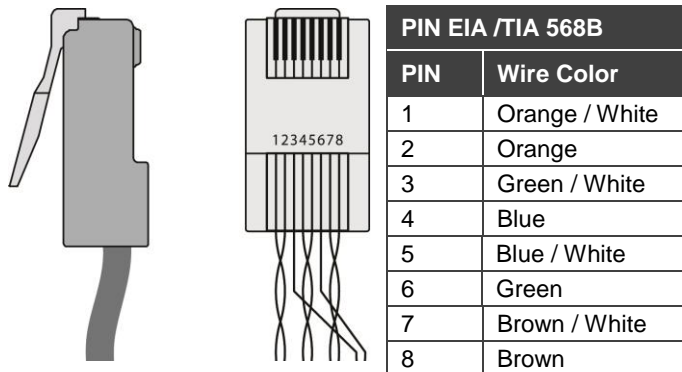 12345678
PIN EIA /TIA 568B
PIN Wire Color
1 Orange / White
2 Orange
3 Green / White
4 Blue
5 Blue / White
6 Green
7 Brown / White
8 Brown